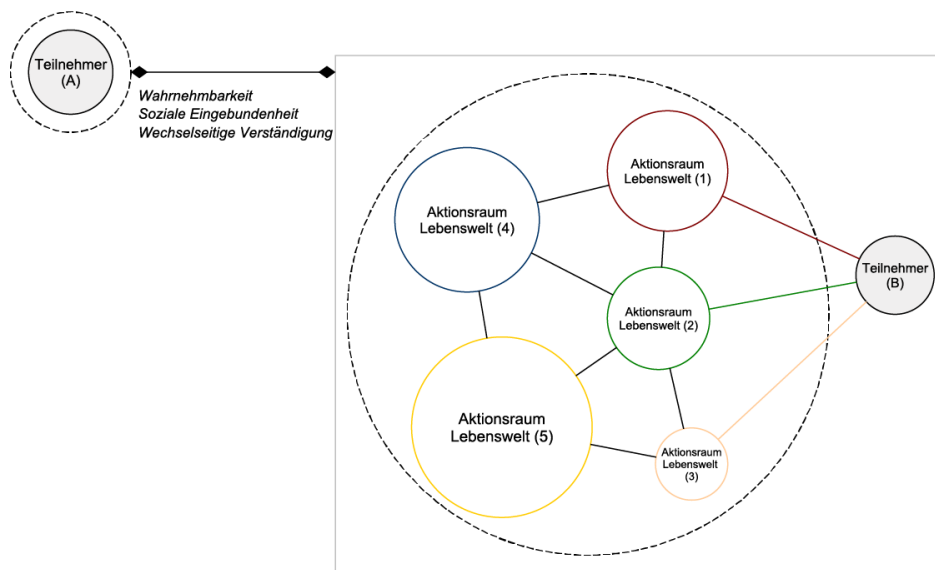 Teilnehmer
(A)
Wahrnehmbarkeit
Soziale Eingebundenheit
Wechselseitige Verständigung
Aktionsraum
Lebenswelt (1)
Aktionsraum
Lebenswelt (4)
Teilnehmer
(B)
Aktionsraum
Lebenswelt (2)
Aktionsraum
Lebenswelt (5)
Aktionsraum
Lebenswelt
(3)